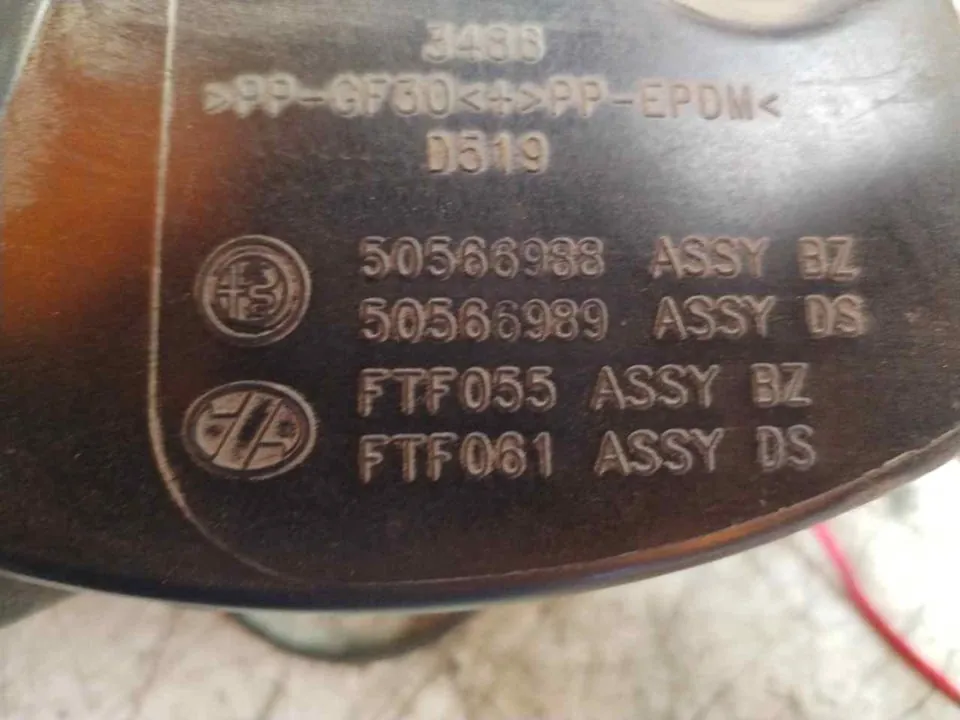 3488
>PP-GF30<+>PP-EPDM<
D519
50566988 ASSY BZ
50566989 ASSY DS
FTF055 ASSY BZ
FTF061 ASSY DS